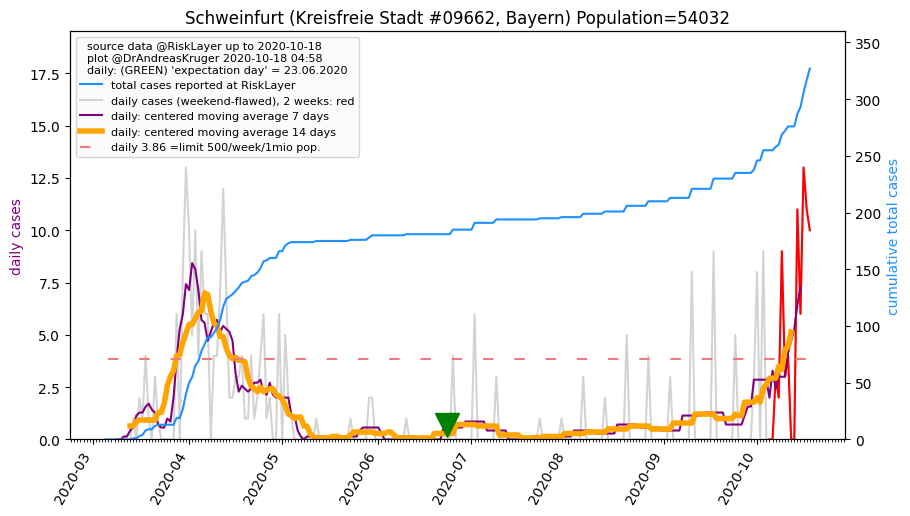 Schweinfurt (Kreisfreie Stadt #09662, Bayern) Population=54032
source data @RiskLayer up to 2020-10-18
plot @DrAndreasKruger 2020-10-18 04:58
daily: (GREEN) 'expectation day' = 23.06.2020
total cases reported at RiskLayer
daily cases (weekend-flawed), 2 weeks: red
daily: centered moving average 7 days
daily: centered moving average 14 days
daily 3.86 =limit 500/week/1mio pop.
daily cases
17.5
15.0
12.5
10.0
7.5
5.0
2.5
0.0
cumulative total cases
350
300
250
200
150
100
50
0
2020-03
2020-04
2020-05
2020-06
2020-07
2020-08
2020-09
2020-10